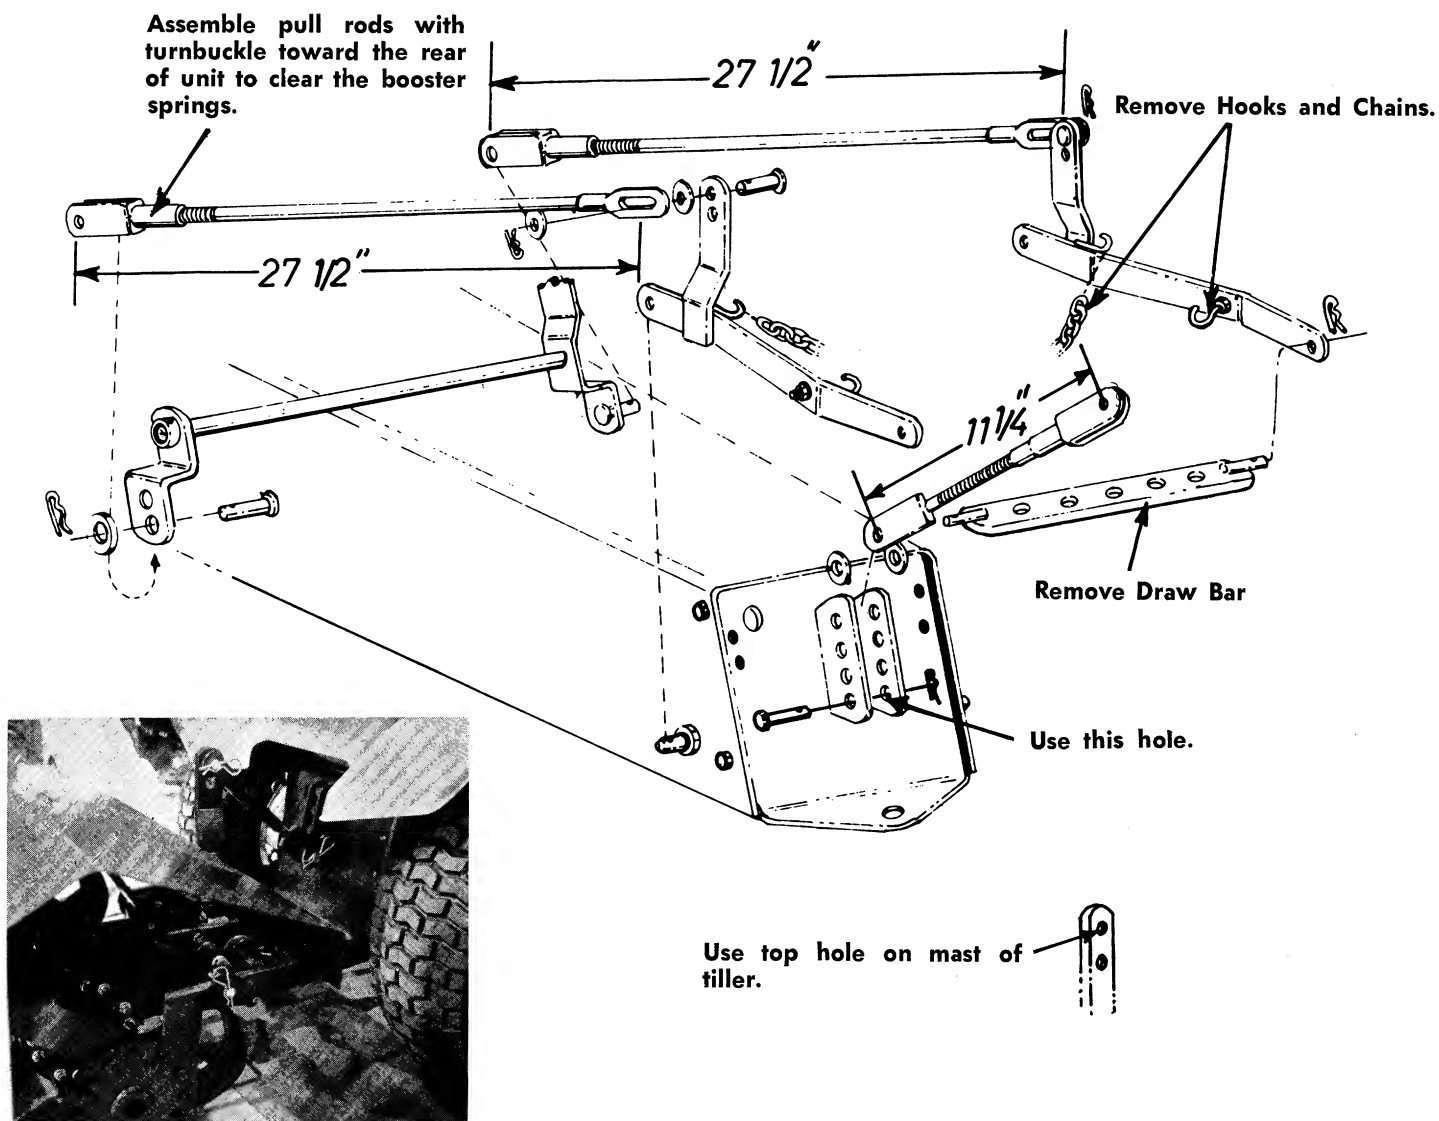 Assemble pull rods with
turnbuckle toward the rear
of unit to clear the booster
springs.
27 1/2"
Remove Hooks and Chains.
27 1/2"
11 1/4"
Remove Draw Bar
Use this hole.
Use top hole on mast of
tiller.